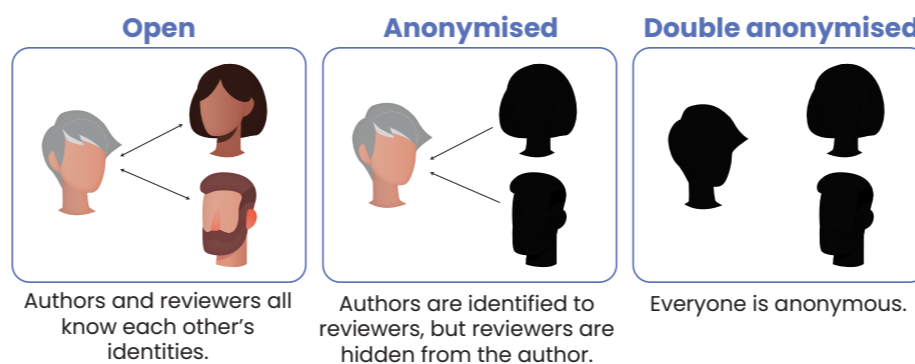 Open
Authors and reviewers all
know each other's
identities.
Anonymised
Authors are identified to
reviewers, but reviewers are
hidden from the author.
Double anonymised
Everyone is anonymous.